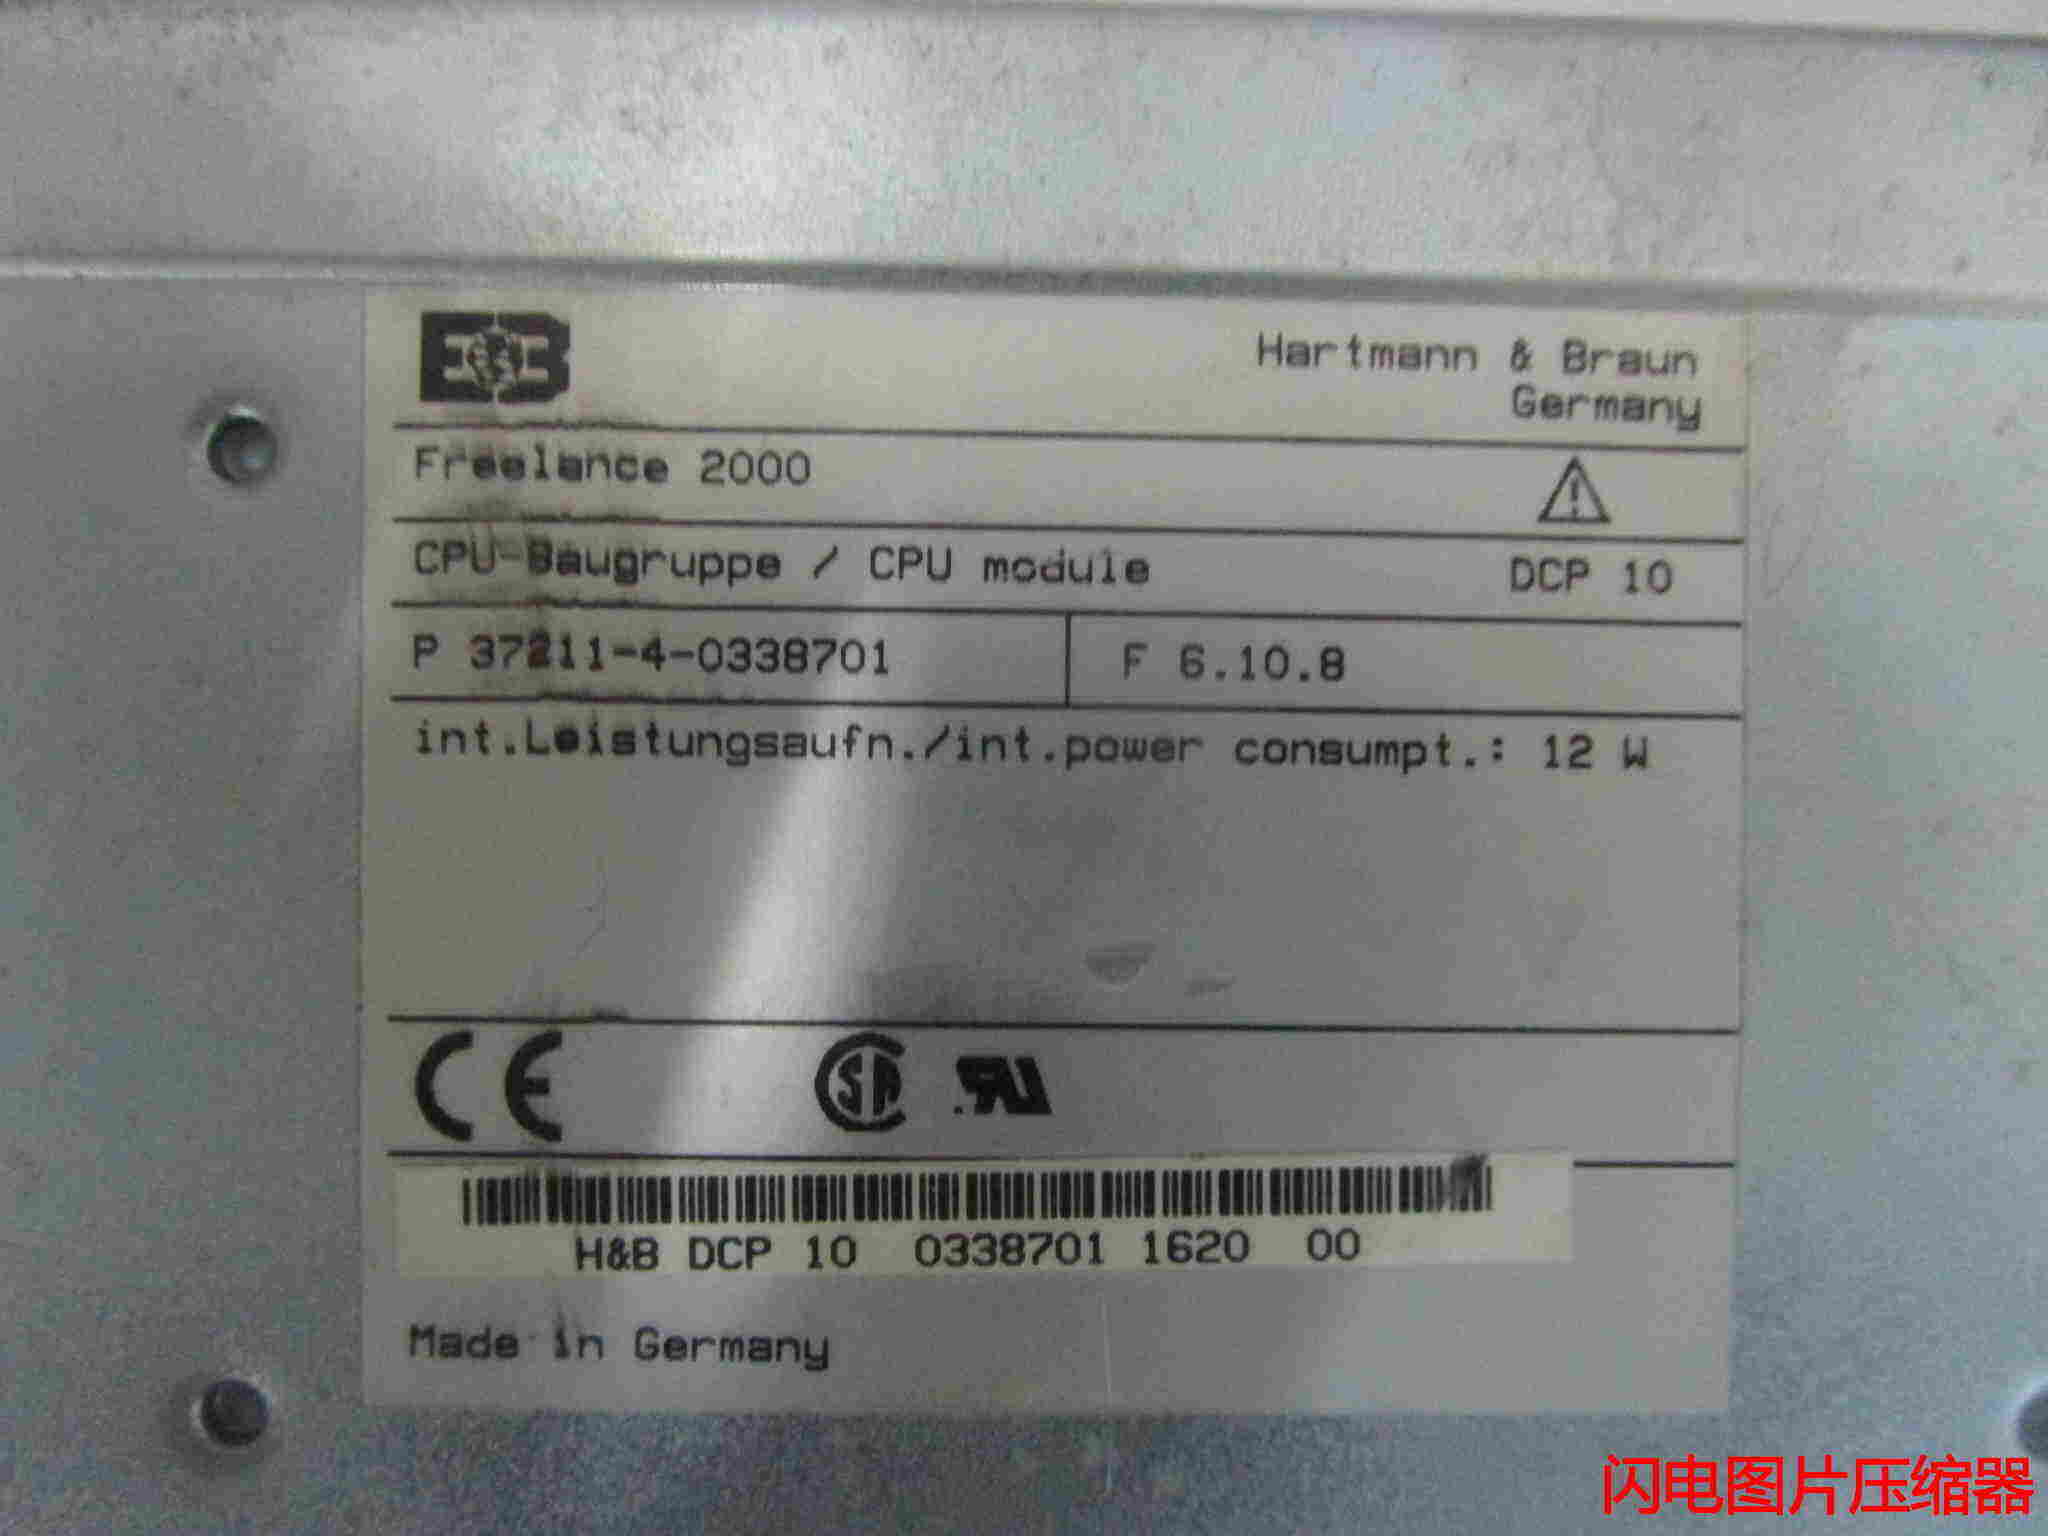 Hartmann & Braun
Germany
Freelance 2000
CPU-Baugruppe / CPU module DCP 10
P 37211-4-0338701 F 6.10.8
int.Leistungsaufn./int.power consumpt.: 12 W
CE
H&B DCP 10 0338701 1620 00
Made in Germany
闪电图片压缩器